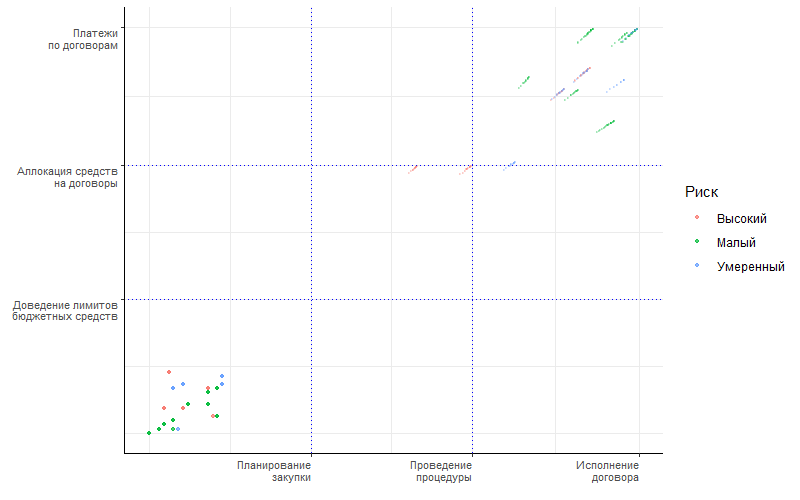 Платежи
по договорам
Аллокация средств
на договоры
Доведение лимитов
бюджетных средств
Планирование
закупки
Проведение
процедуры
Исполнение
договора
Риск
Высокий
Малый
Умеренный